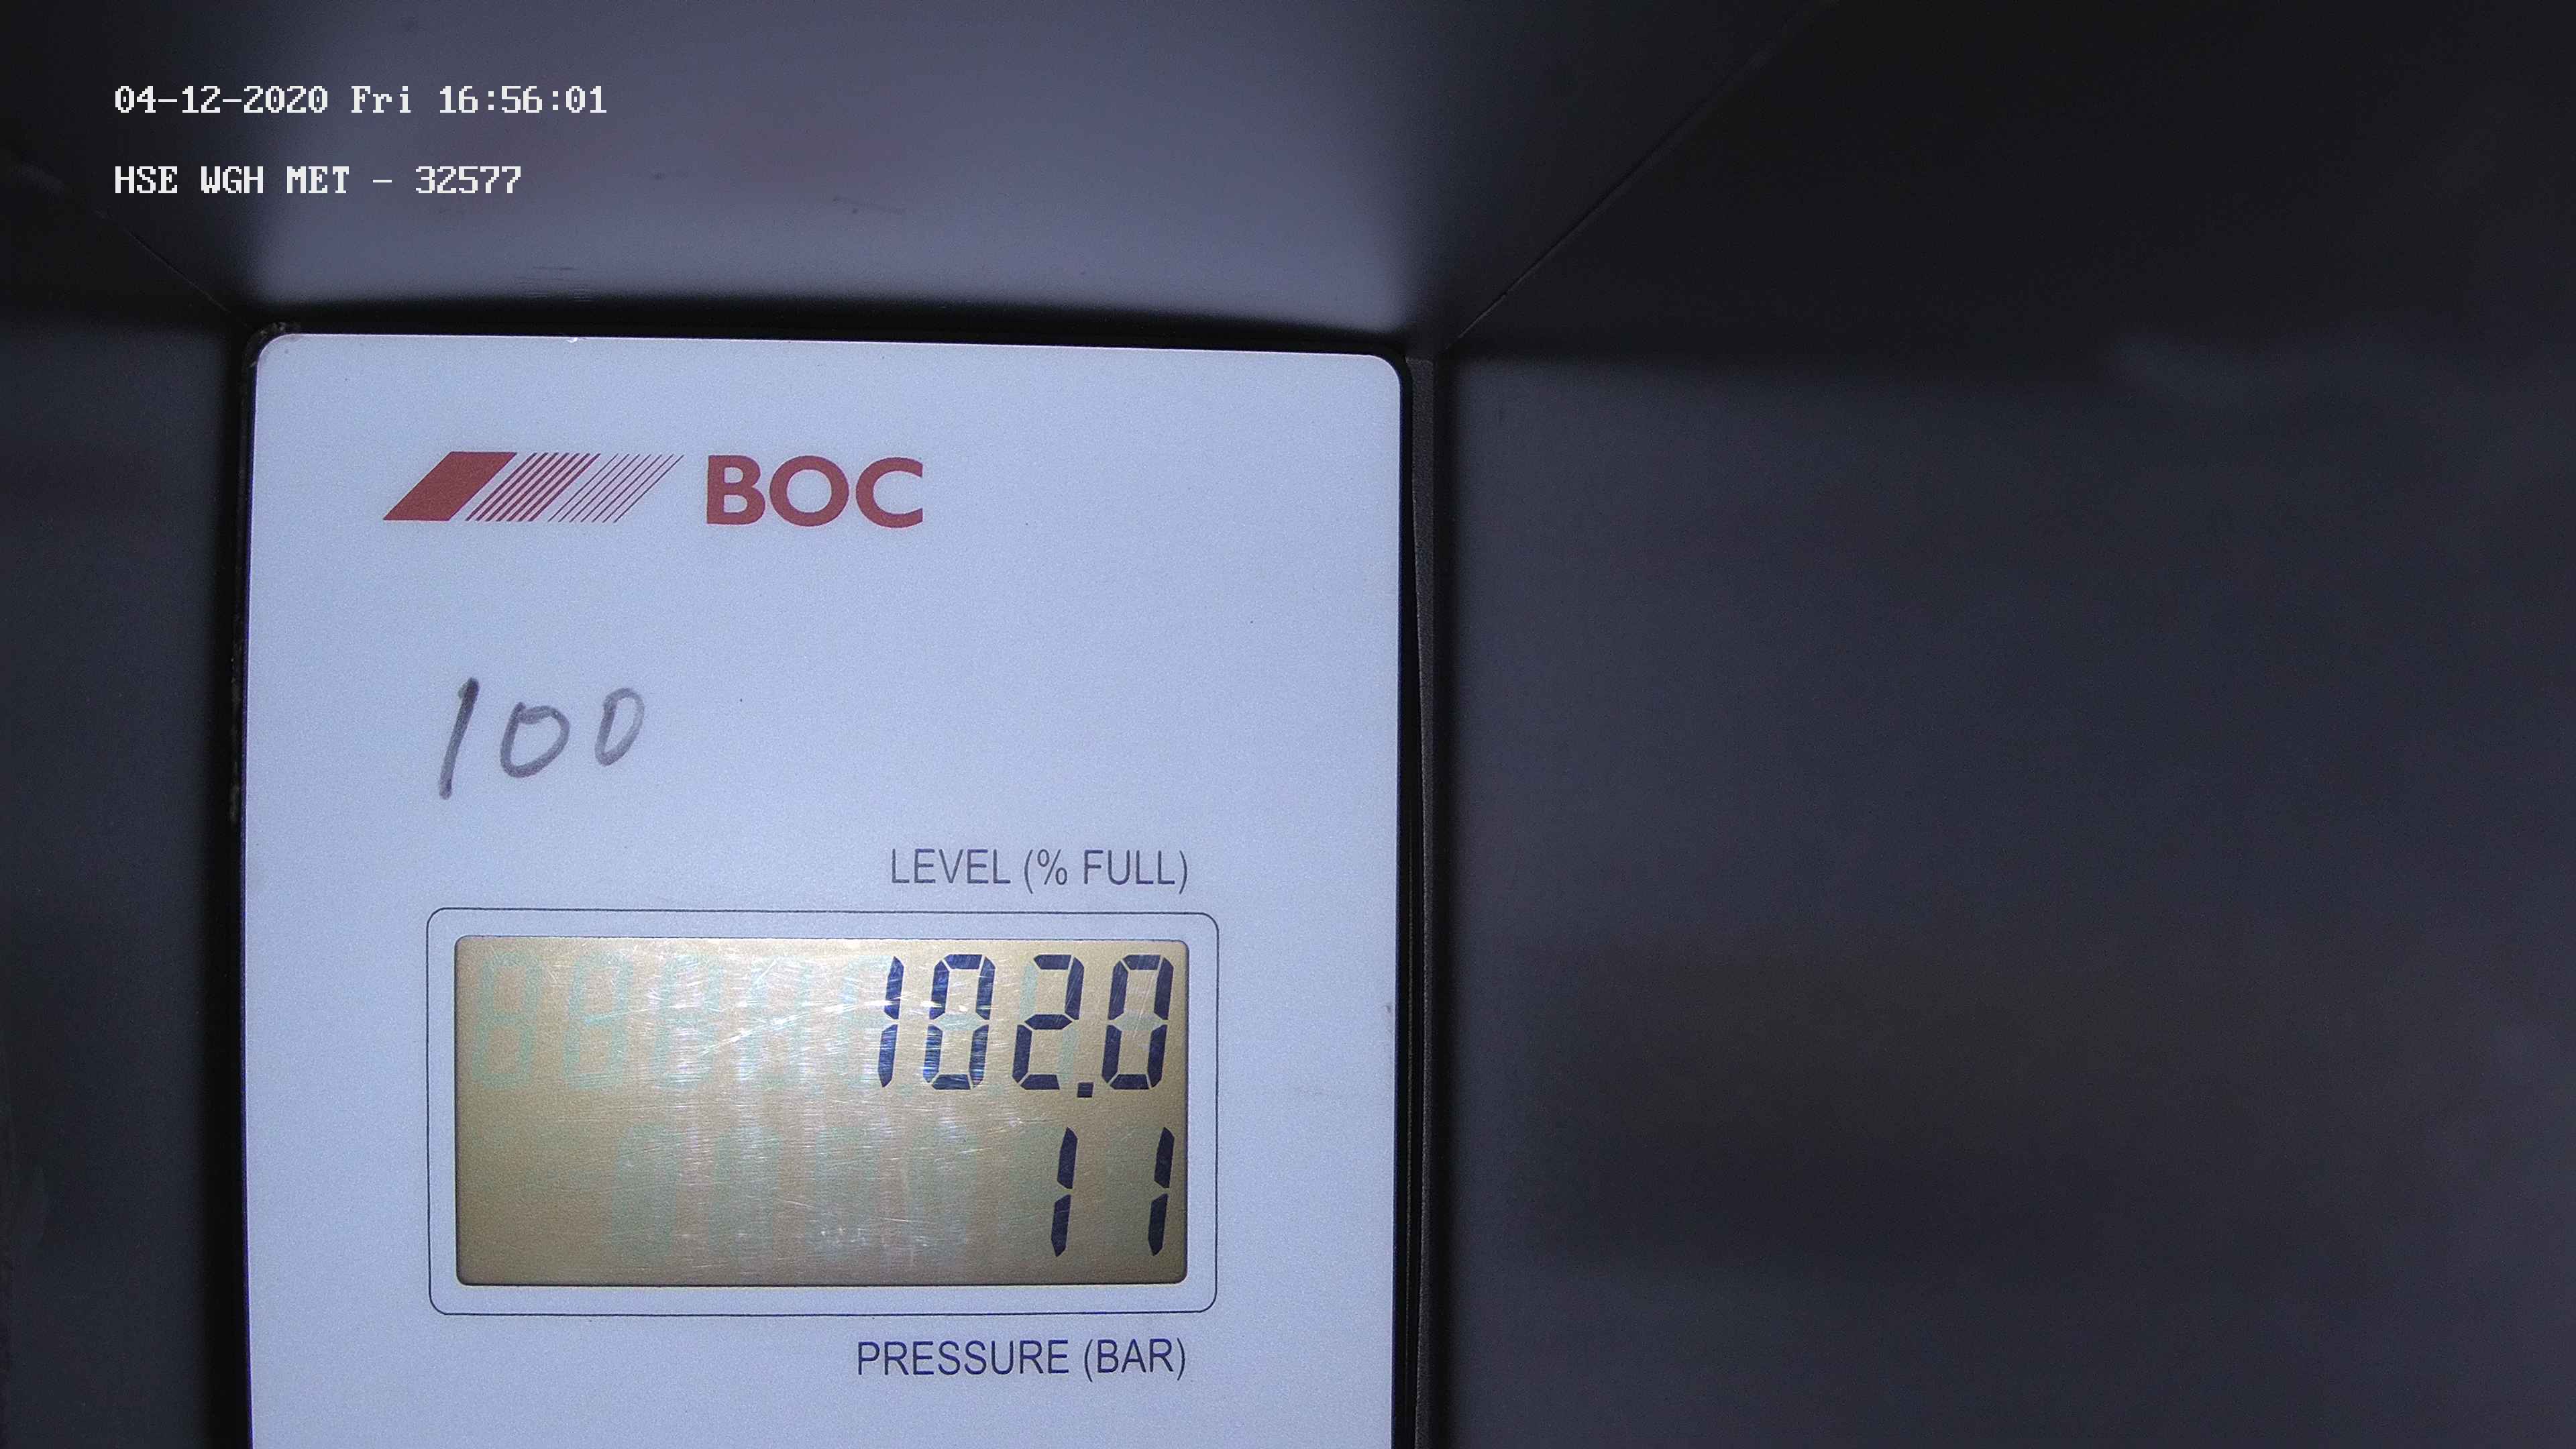 04-12-2020 Fri 16:56:01
HSE WGH MET - 32577
BOC
100
LEVEL (% FULL)
102.0
11
PRESSURE (BAR)